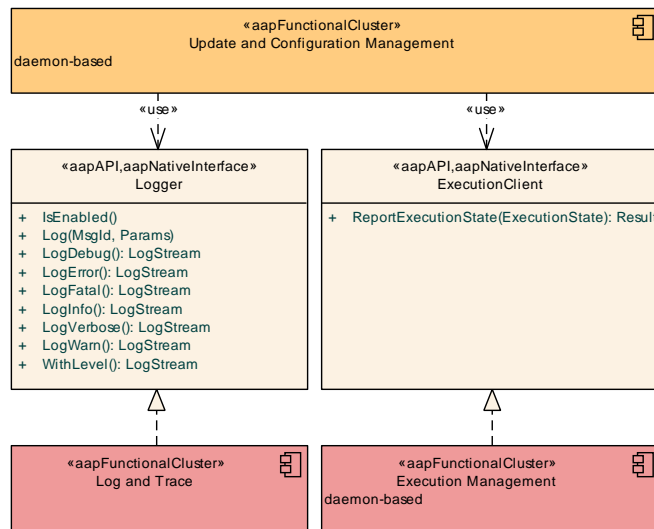 «aapFunctionalCluster»
Update and Configuration Management
daemon-based
«use»
«use»
«aapAPI,aapNativeInterface»
Logger
+ IsEnabled()
+ Log(MsgId, Params)
+ LogDebug(): LogStream
+ LogError(): LogStream
+ LogFatal(): LogStream
+ LogInfo(): LogStream
+ LogVerbose(): LogStream
+ LogWarn(): LogStream
+ WithLevel(): LogStream
«aapAPI,aapNativeInterface»
ExecutionClient
+ ReportExecutionState(ExecutionState): Result
«aapFunctionalCluster»
Log and Trace
«aapFunctionalCluster»
Execution Management
daemon-based